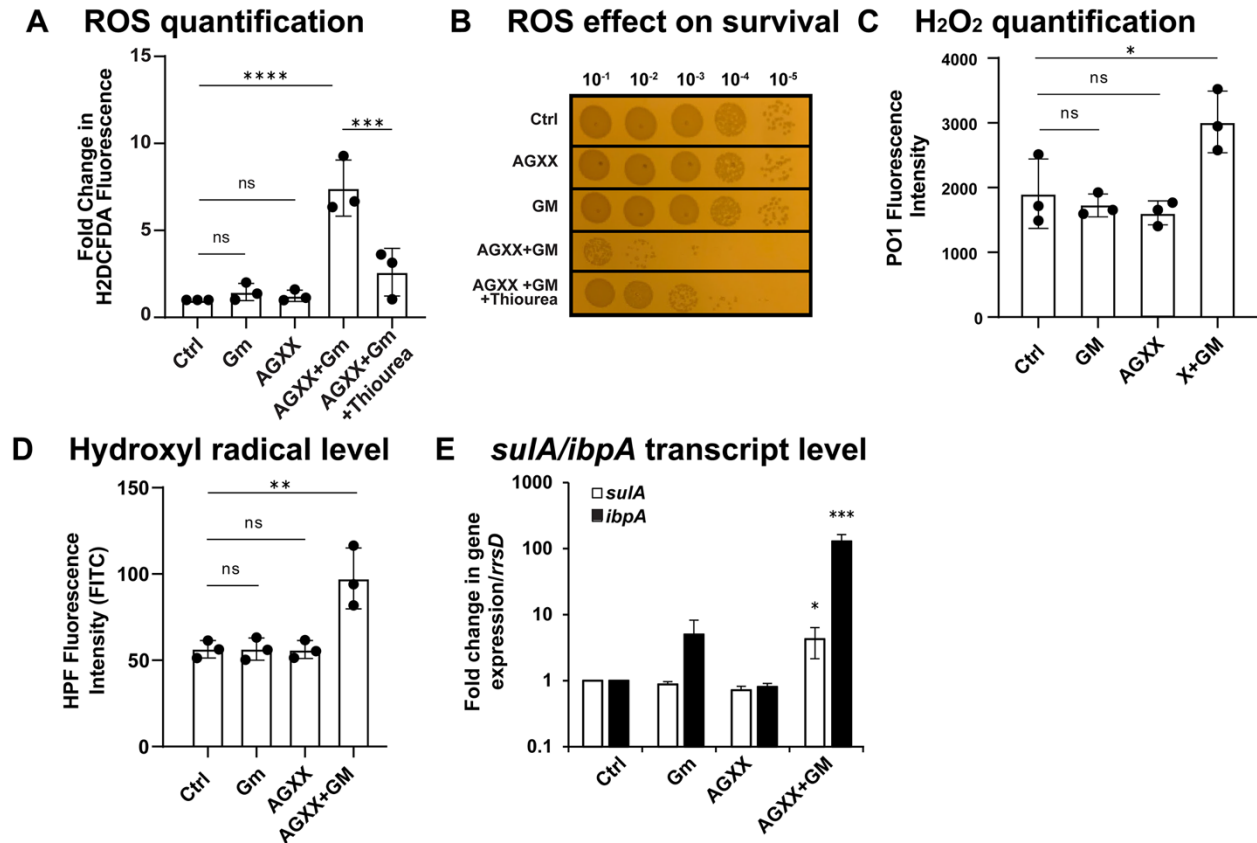 A ROS quantification
Fold Change in
H2DCFDA Fluorescence
15
10
5
0
****
***
ns
ns
Ctrl
Gm
AGXX
AGXX+Gm
AGXX+Gm
+Thiourea
B ROS effect on survival
10-1 10-2 10-3 10-4 10-5
Ctrl
AGXX
GM
AGXX+GM
AGXX +GM
+Thiourea
C H2O2 quantification
PO1 Fluorescence
Intensity
4000
3000
2000
1000
0
*
ns
ns
Ctrl
GM
AGXX
X+GM
D Hydroxyl radical level
HPF Fluorescence
Intensity (FITC)
150
100
50
0
**
ns
ns
Ctrl
Gm
AGXX
AGXX+GM
E sulA/ibpA transcript level
Fold change in gene
expression/rrsD
1000
100
10
1
0.1
sulA
ibpA
*
***
Ctrl
Gm
AGXX
AGXX+GM